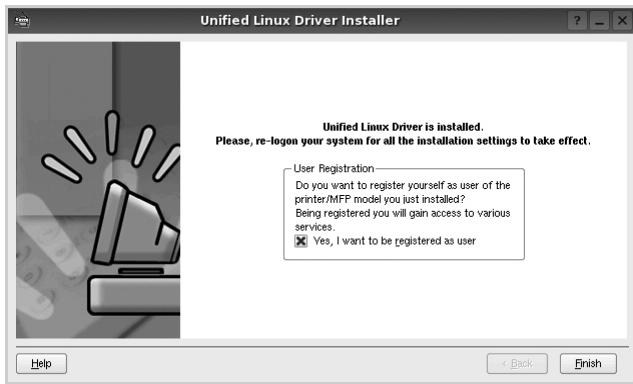 Unified Linux Driver Installer
Unified Linux Driver is installed.
Please, re-logon your system for all the installation settings to take effect.
User Registration
Do you want to register yourself as user of the
printer/MFP model you just installed?
Being registered you will gain access to various
services.
Yes, I want to be registered as user
Help
< Back
Finish